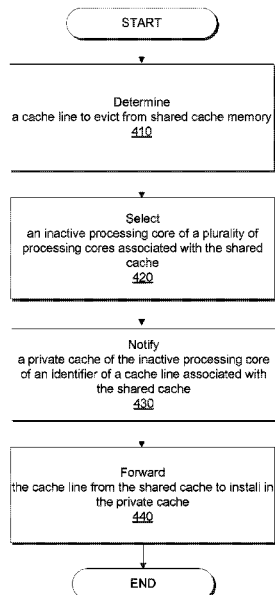 START
Determine
a cache line to evict from shared cache memory
410
Select
an inactive processing core of a plurality of
processing cores associated with the shared
cache
420
Notify
a private cache of the inactive processing core
of an identifier of a cache line associated with
the shared cache
430
Forward
the cache line from the shared cache to install in
the private cache
440
END